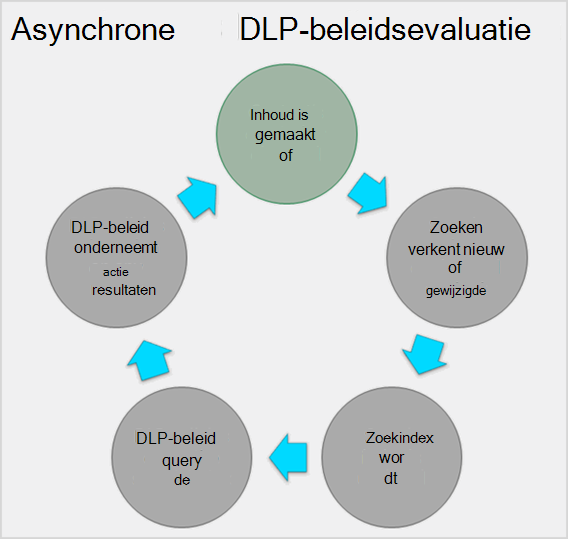 Asynchrone DLP-beleidsevaluatie
Inhoud is
gemaakt
of
Zoeken
verkent nieuw
of
gewijzigde
Zoekindex
wor
dt
DLP-beleid
query
de
DLP-beleid
onderneemt
actie
resultaten